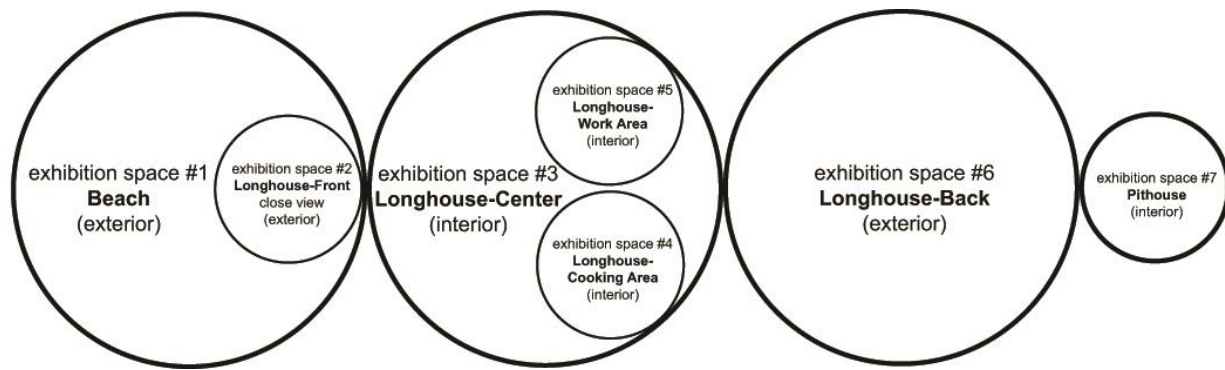 exhibition space #1
Beach
(exterior)
exhibition space #2
Longhouse-Front
close view
(exterior)
exhibition space #3
Longhouse-Center
(interior)
exhibition space #5
Longhouse-
Work Area
(interior)
exhibition space #4
Longhouse-
Cooking Area
(interior)
exhibition space #6
Longhouse-Back
(exterior)
exhibition space #7
Pithouse
(interior)